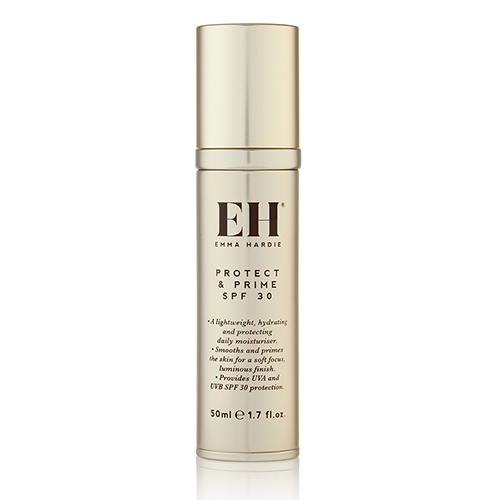 EH®
EMMA HARDIE
PROTECT
& PRIME
SPF 30
• A lightweight, hydrating
and protecting
daily moisturiser.
• Smooths and primes
the skin for a soft focus,
luminous finish.
• Provides UVA and
UVB SPF 30 protection.
50ml e 1.7 fl.oz.